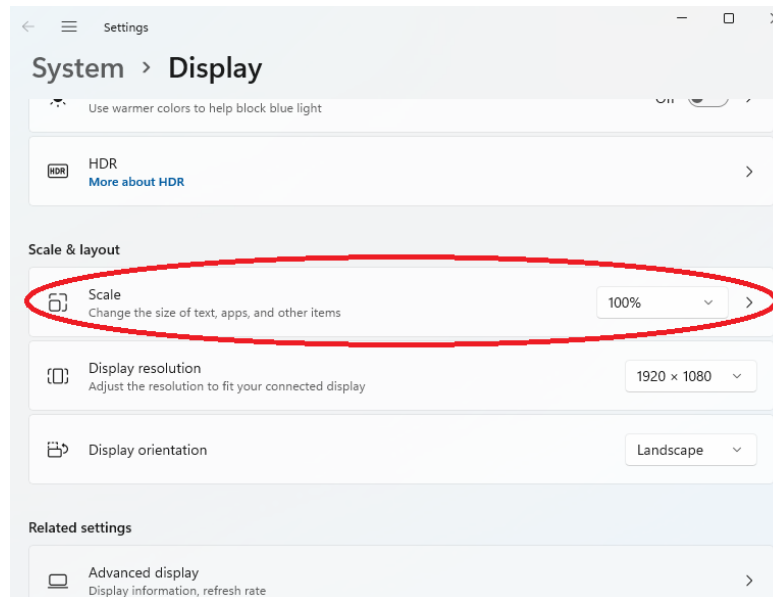 Settings
System > Display
Use warmer colors to help block blue light
Off
HDR
HDR
More about HDR
Scale & layout
Scale
Change the size of text, apps, and other items
100%
Display resolution
Adjust the resolution to fit your connected display
1920 × 1080
Display orientation
Landscape
Related settings
Advanced display
Display information, refresh rate